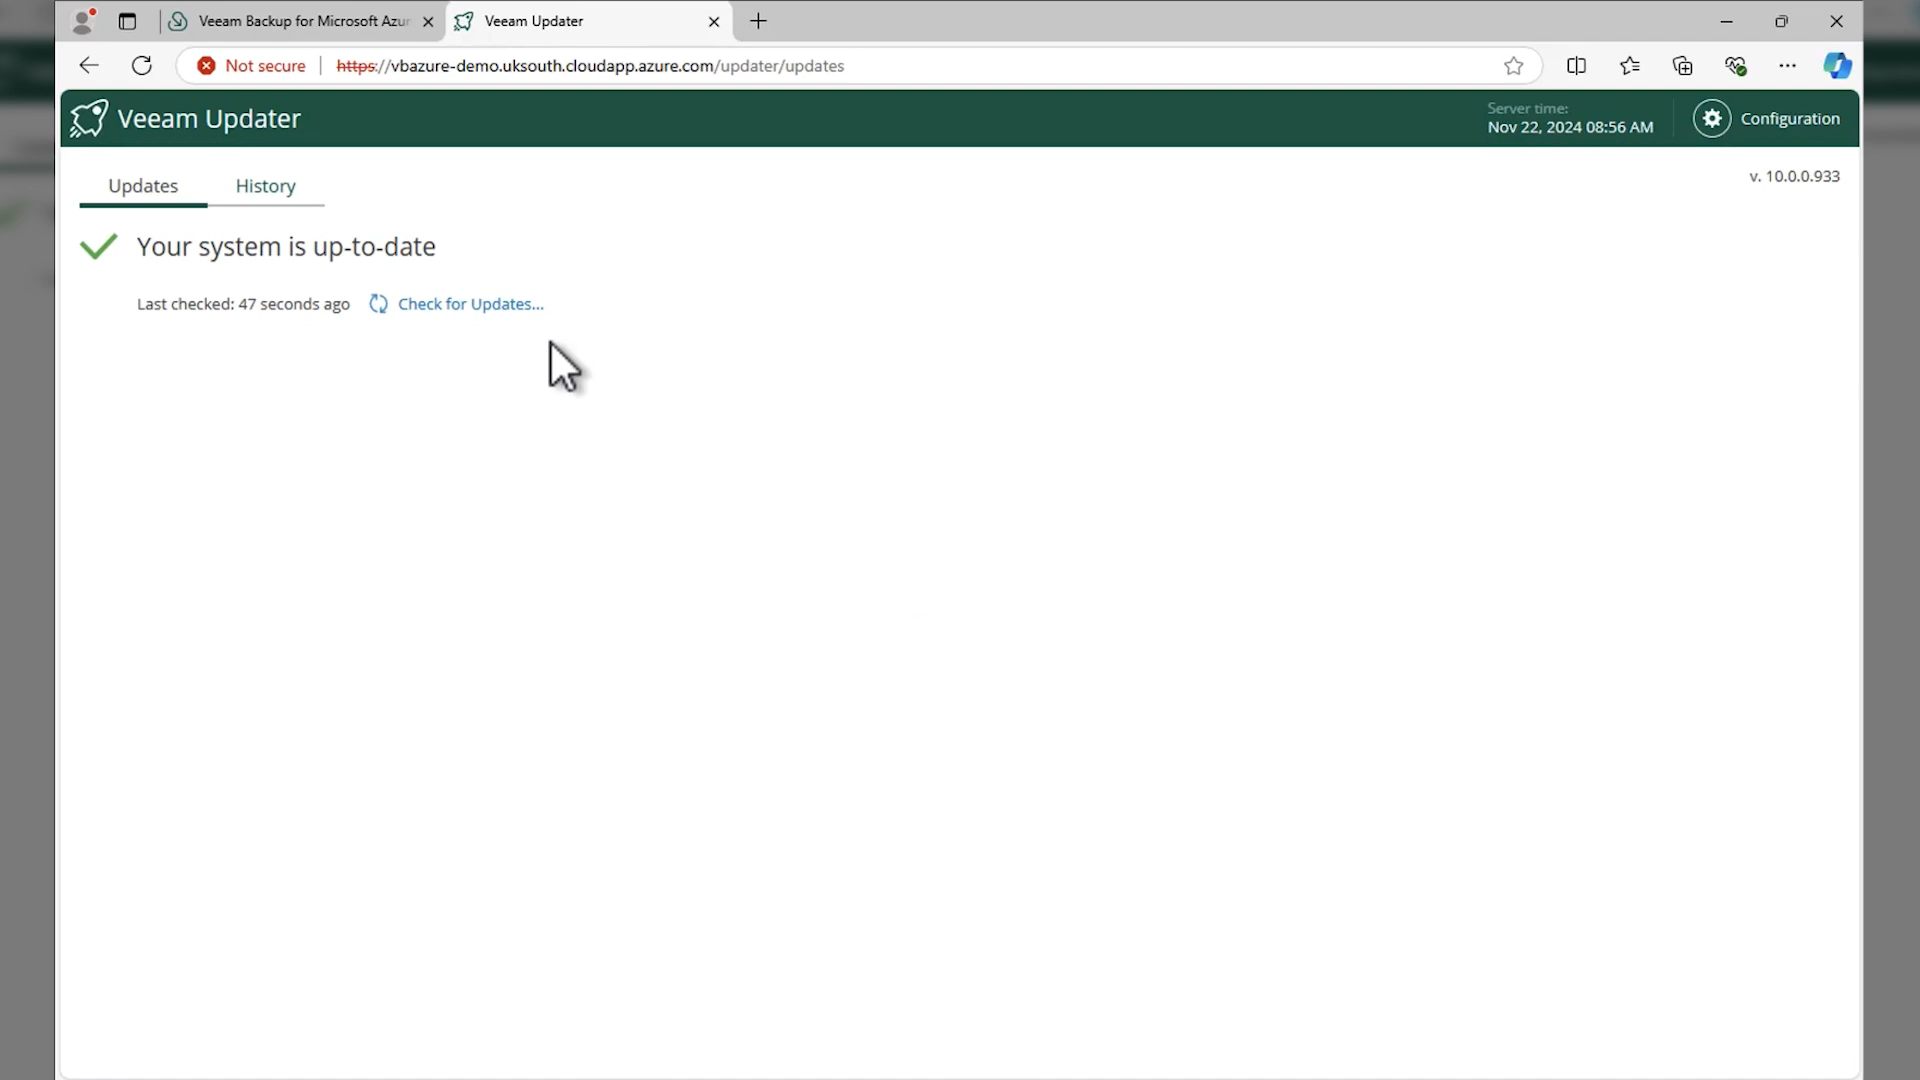 Veeam Backup for Microsoft Azur
Veeam Updater
Not secure
https://vbazure-demo.uksouth.cloudapp.azure.com/updater/updates
Veeam Updater
Server time:
Nov 22, 2024 08:56 AM
Configuration
Updates
History
v. 10.0.0.933
Your system is up-to-date
Last checked: 47 seconds ago
Check for Updates...